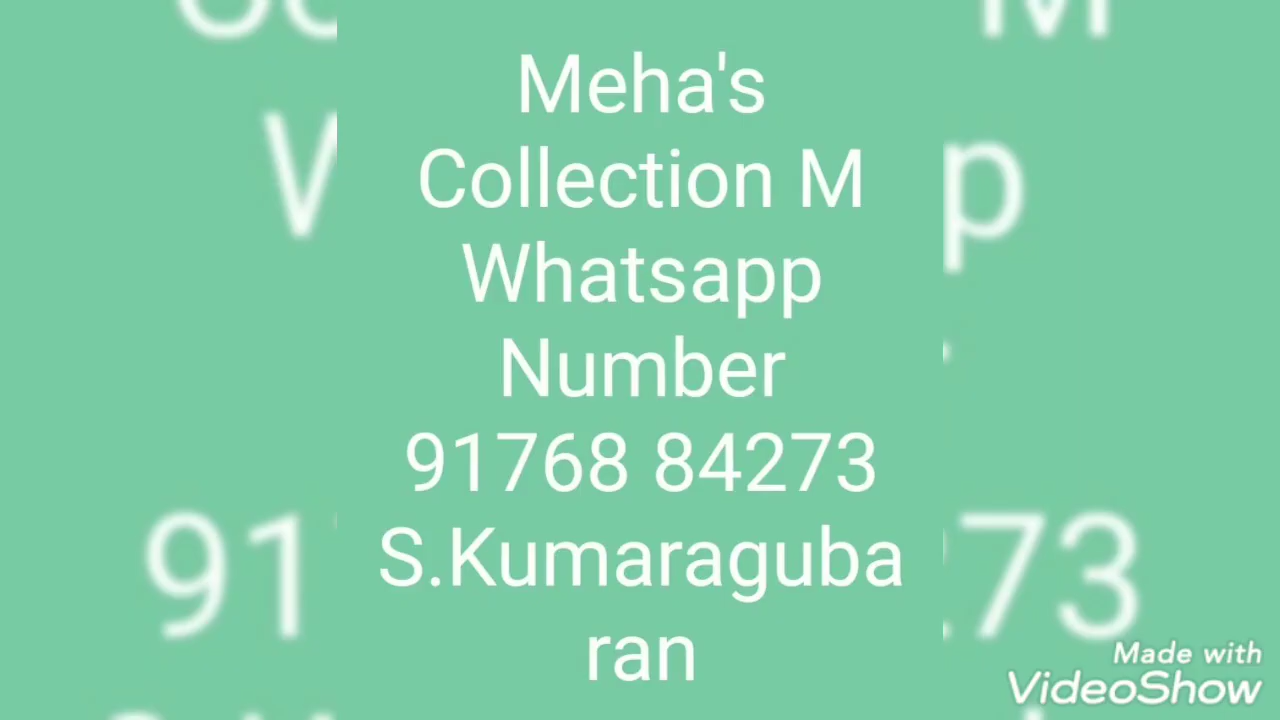 Meha's
Collection M
Whatsapp
Number
91768 84273
S.Kumaraguba
ran
Made with
VideoShow